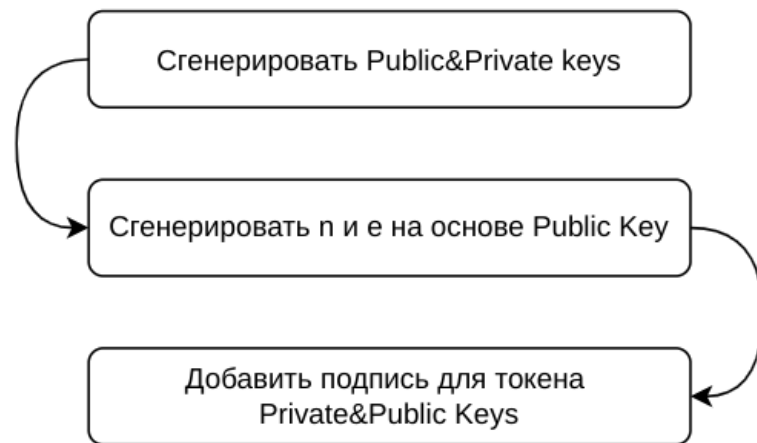 Сгенерировать Public&Private keys
Сгенерировать n и e на основе Public Key
Добавить подпись для токена
Private&Public Keys